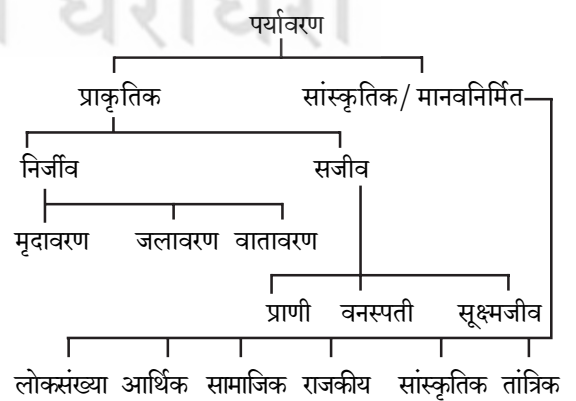 पर्यावरण
प्राकृतिक सांस्कृतिक/ मानवनिर्मित
निर्जीव सजीव
मृदावरण जलावरण वातावरण
प्राणी वनस्पती सूक्ष्मजीव
लोकसंख्या आर्थिक सामाजिक राजकीय सांस्कृतिक तांत्रिक